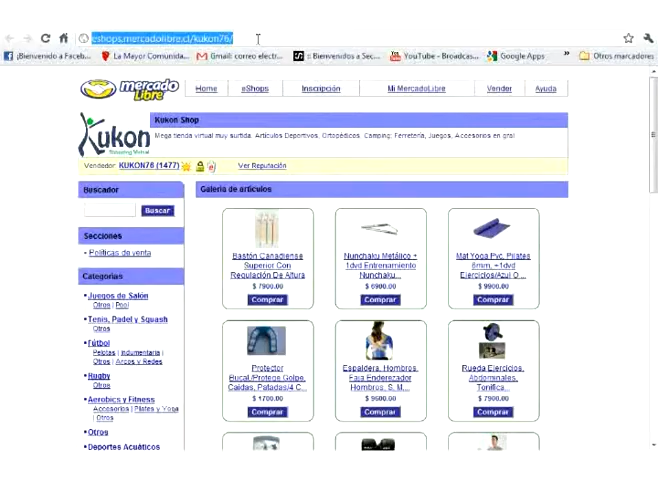 eshops.mercadolibre.cl/kukon76/
¡Bienvenido a Faceb... La Mayor Comunida... Gmail: correo electr... :: Bienvenidos a Sec... YouTube - Broadcas... Google Apps » Otros marcadores
mercado libre Home eShops Inscripción Mi MercadoLibre Vender Ayuda
Kukon Shop
Kukon
Mega tienda virtual muy surtida. Artículos Deportivos, Ortopédicos, Camping, Ferretería, Juegos, Accesorios en gral
Vendedor: KUKON76 (1477) Ver Reputación
Buscador
Buscar
Secciones
Políticas de venta
Categorías
Juegos de Salón
Otros | Pool
Tenis, Padel y Squash
Otros
Fútbol
Pelotas | Indumentaria |
Otros | Arcos y Redes
Rugby
Otros
Aerobics y Fitness
Accesorios | Pilates y Yoga
| Otros
Otros
Deportes Acuáticos
Galería de artículos
Bastón Canadiense
Superior Con
Regulación De Altura
$ 7900.00
Comprar
Nunchaku Metálico +
1dvd Entrenamiento
Nunchaku...
$ 6900.00
Comprar
Mat Yoga Pvc, Pilates
6mm, +1dvd
Ejercicios/Azul O ...
$ 9900.00
Comprar
Protector
Bucal/Protege Golpe,
Caidas, Patadas/4 C...
$ 1700.00
Comprar
Espaldera, Hombros,
Faja Enderezador
Hombros, S, M,...
$ 9600.00
Comprar
Rueda Ejercicios,
Abdominales,
Tonifica...
$ 7900.00
Comprar